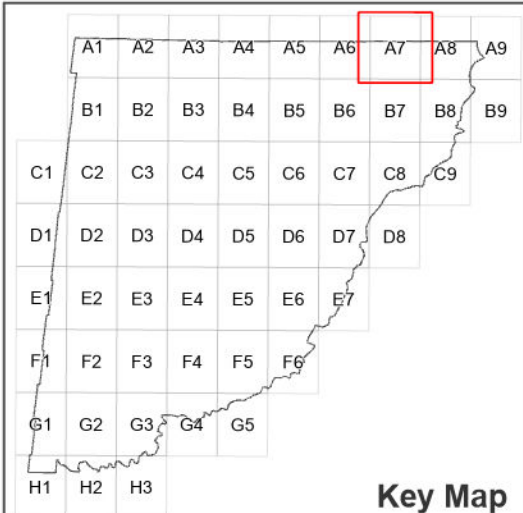 A1 A2 A3 A4 A5 A6 A7 A8 A9
B1 B2 B3 B4 B5 B6 B7 B8 B9
C1 C2 C3 C4 C5 C6 C7 C8 C9
D1 D2 D3 D4 D5 D6 D7 D8
E1 E2 E3 E4 E5 E6 E7
F1 F2 F3 F4 F5 F6
G1 G2 G3 G4 G5
H1 H2 H3
Key Map